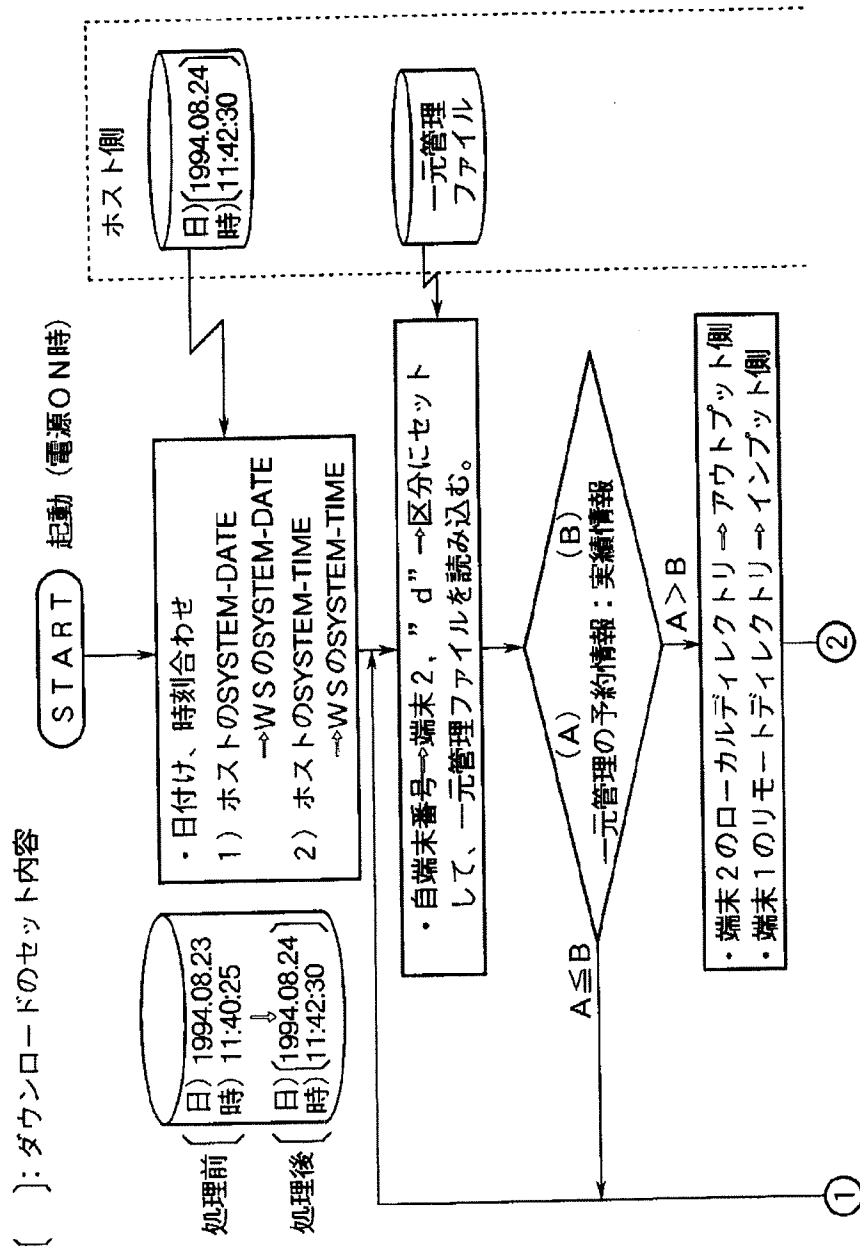 〔　〕：ダウンロードのセット内容
START 起動（電源ON時）
ホスト側
処理前
日）1994.08.23
時）11:40:25
⇓
処理後
日）〔1994.08.24〕
時）〔11:42:30〕
・日付け、時刻合わせ
1）ホストのSYSTEM-DATE
→WSのSYSTEM-DATE
2）ホストのSYSTEM-TIME
→WSのSYSTEM-TIME
日）〔1994.08.24〕
時）〔11:42:30〕
・自端末番号→端末2、”d”→区分にセット
して、一元管理ファイルを読み込む。
一元管理
ファイル
(A) (B)
一元管理の予約情報：実績情報
A≦B
A＞B
・端末2のローカルディレクトリ→アウトプット側
・端末1のリモートディレクトリ→インプット側
①
②